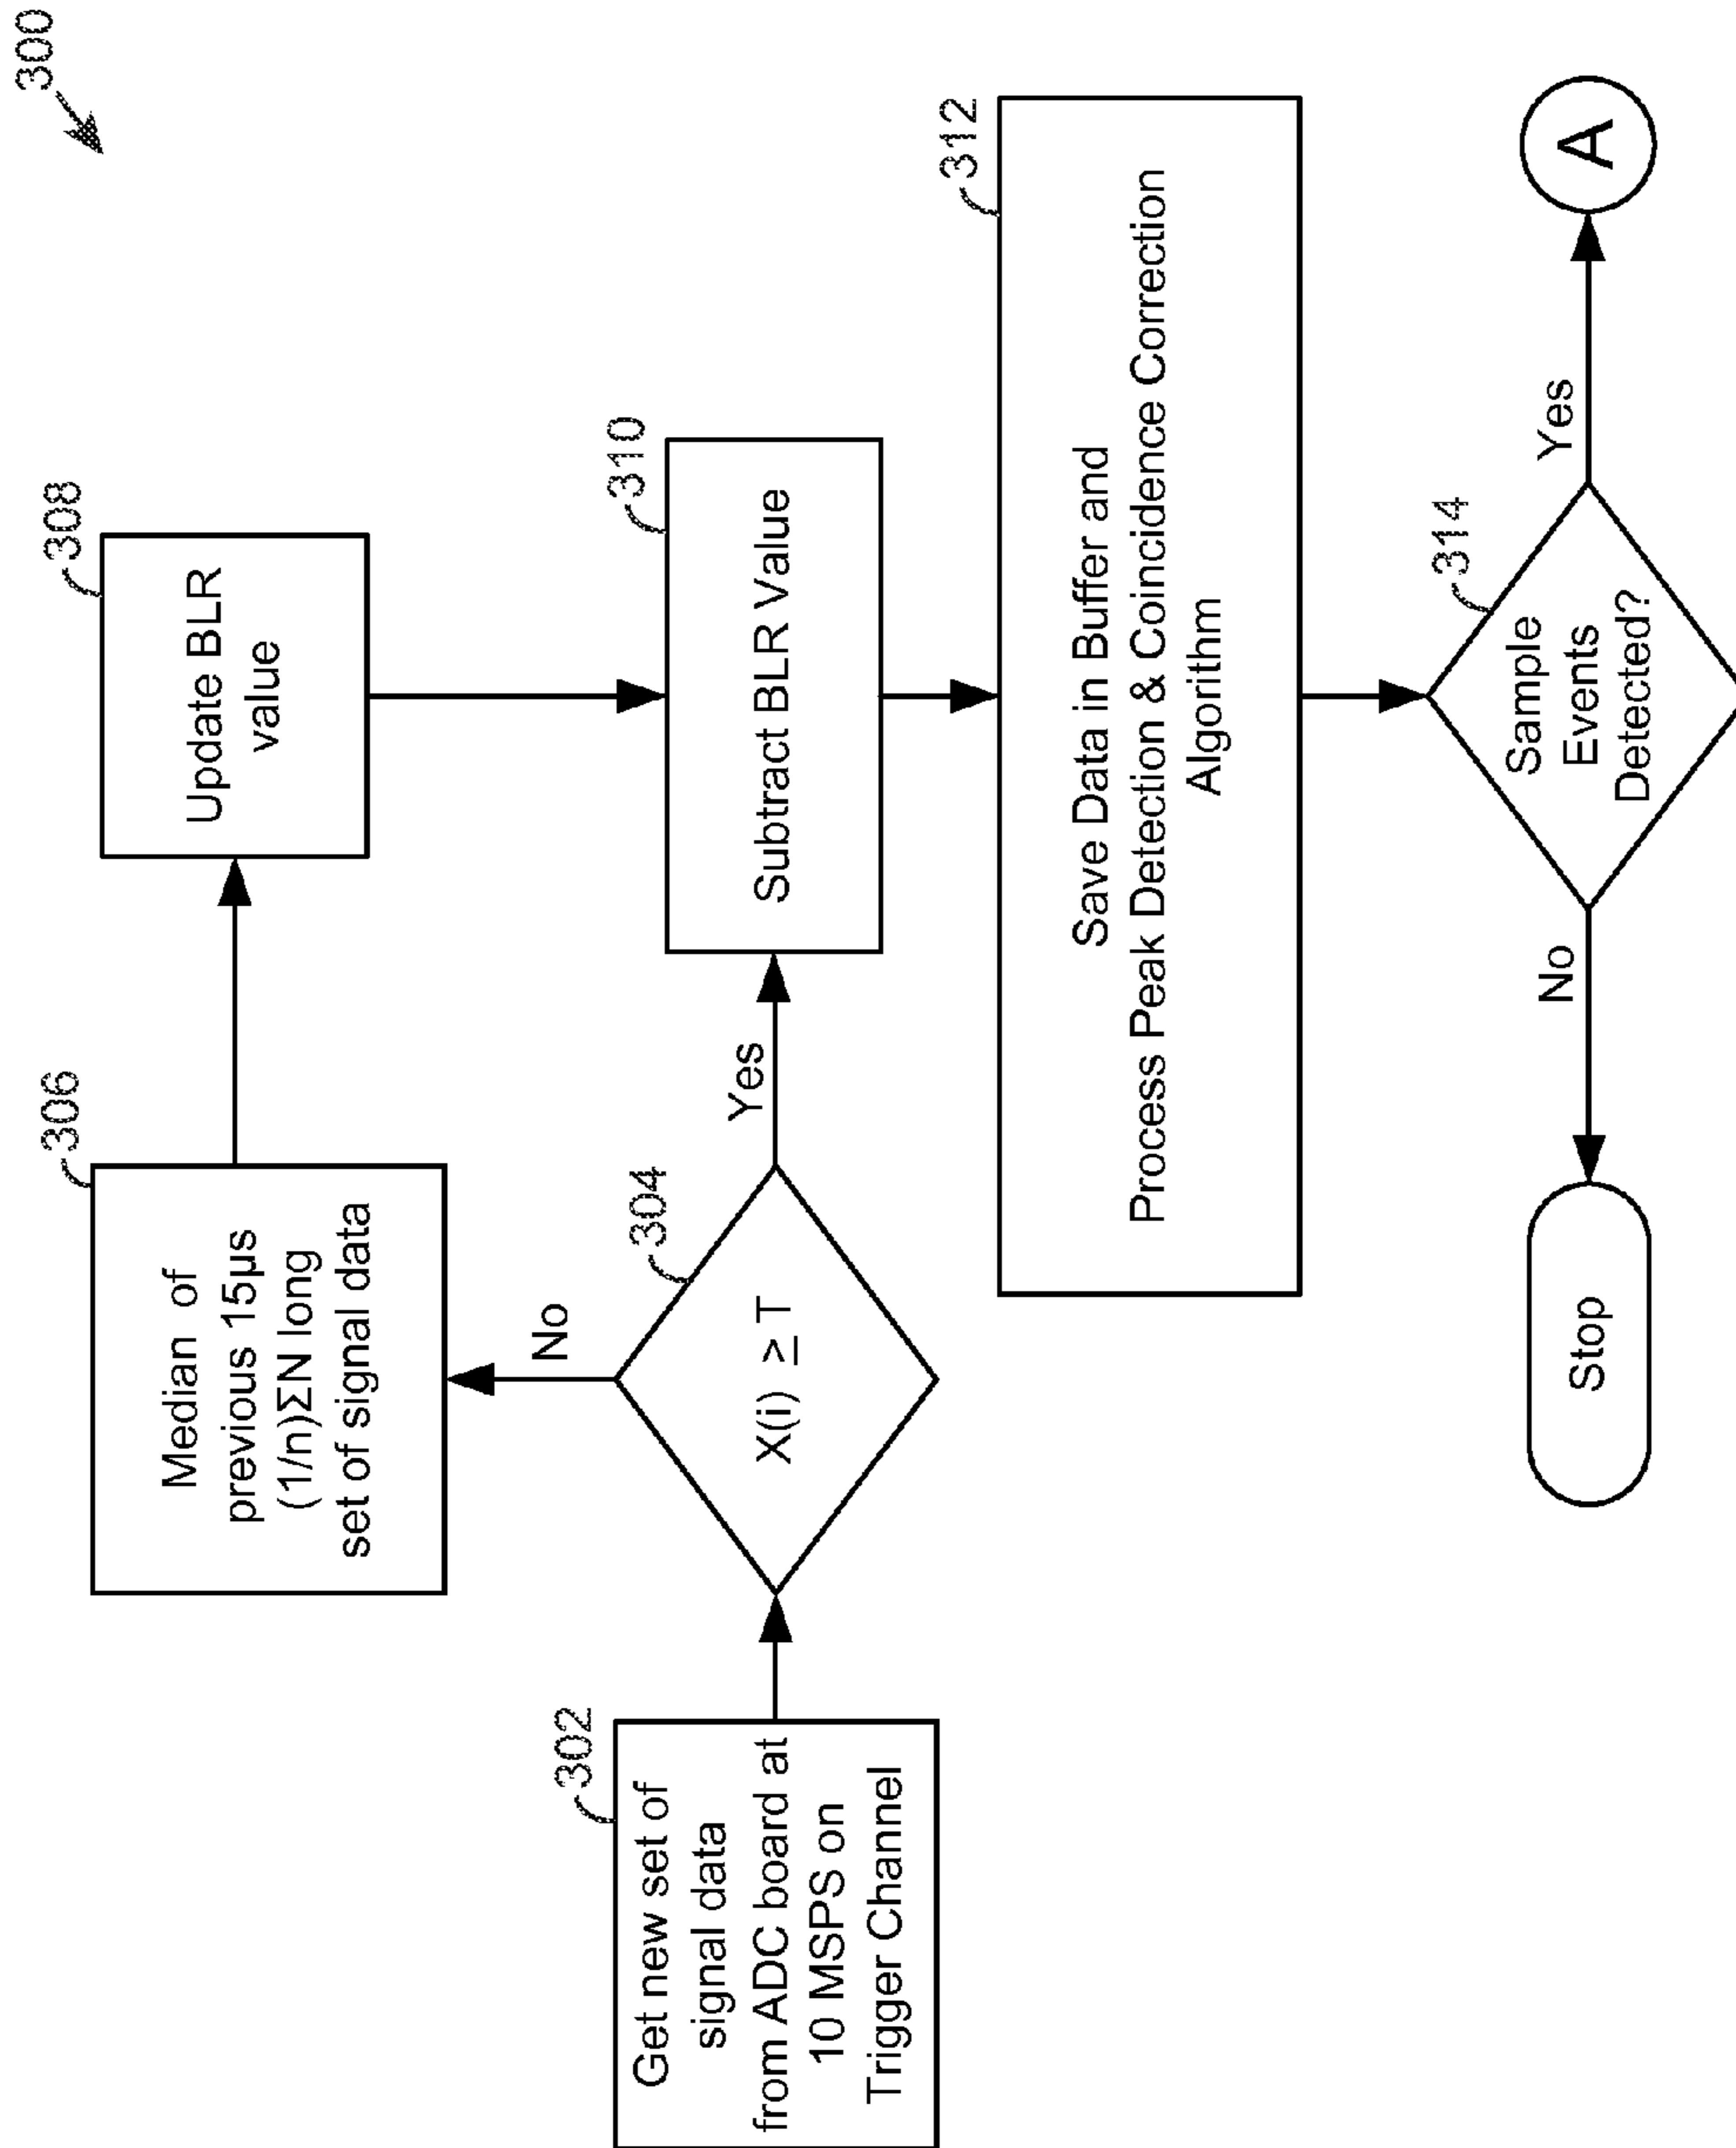 300
302
Get new set of
signal data
from ADC board at
10 MSPS on
Trigger Channel
304
X(i) ≥ T
No
Yes
306
Median of
previous 15µs
(1/n)ΣN long
set of signal data
308
Update BLR
value
310
Subtract BLR Value
312
Save Data in Buffer and
Process Peak Detection & Coincidence Correction
Algorithm
314
Sample
Events
Detected?
No
Yes
Stop
A